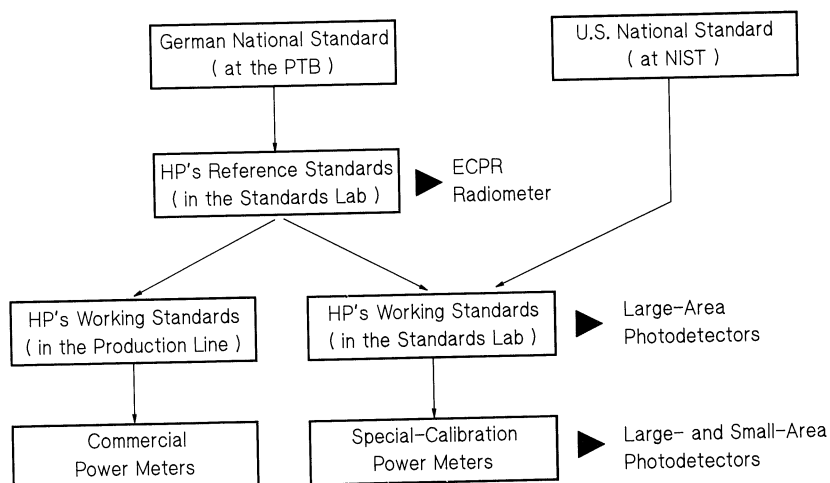 German National Standard
( at the PTB )
U.S. National Standard
( at NIST )
HP's Reference Standards
( in the Standards Lab )
ECPR
Radiometer
HP's Working Standards
( in the Production Line )
HP's Working Standards
( in the Standards Lab )
Large-Area
Photodetectors
Commercial
Power Meters
Special-Calibration
Power Meters
Large- and Small-Area
Photodetectors